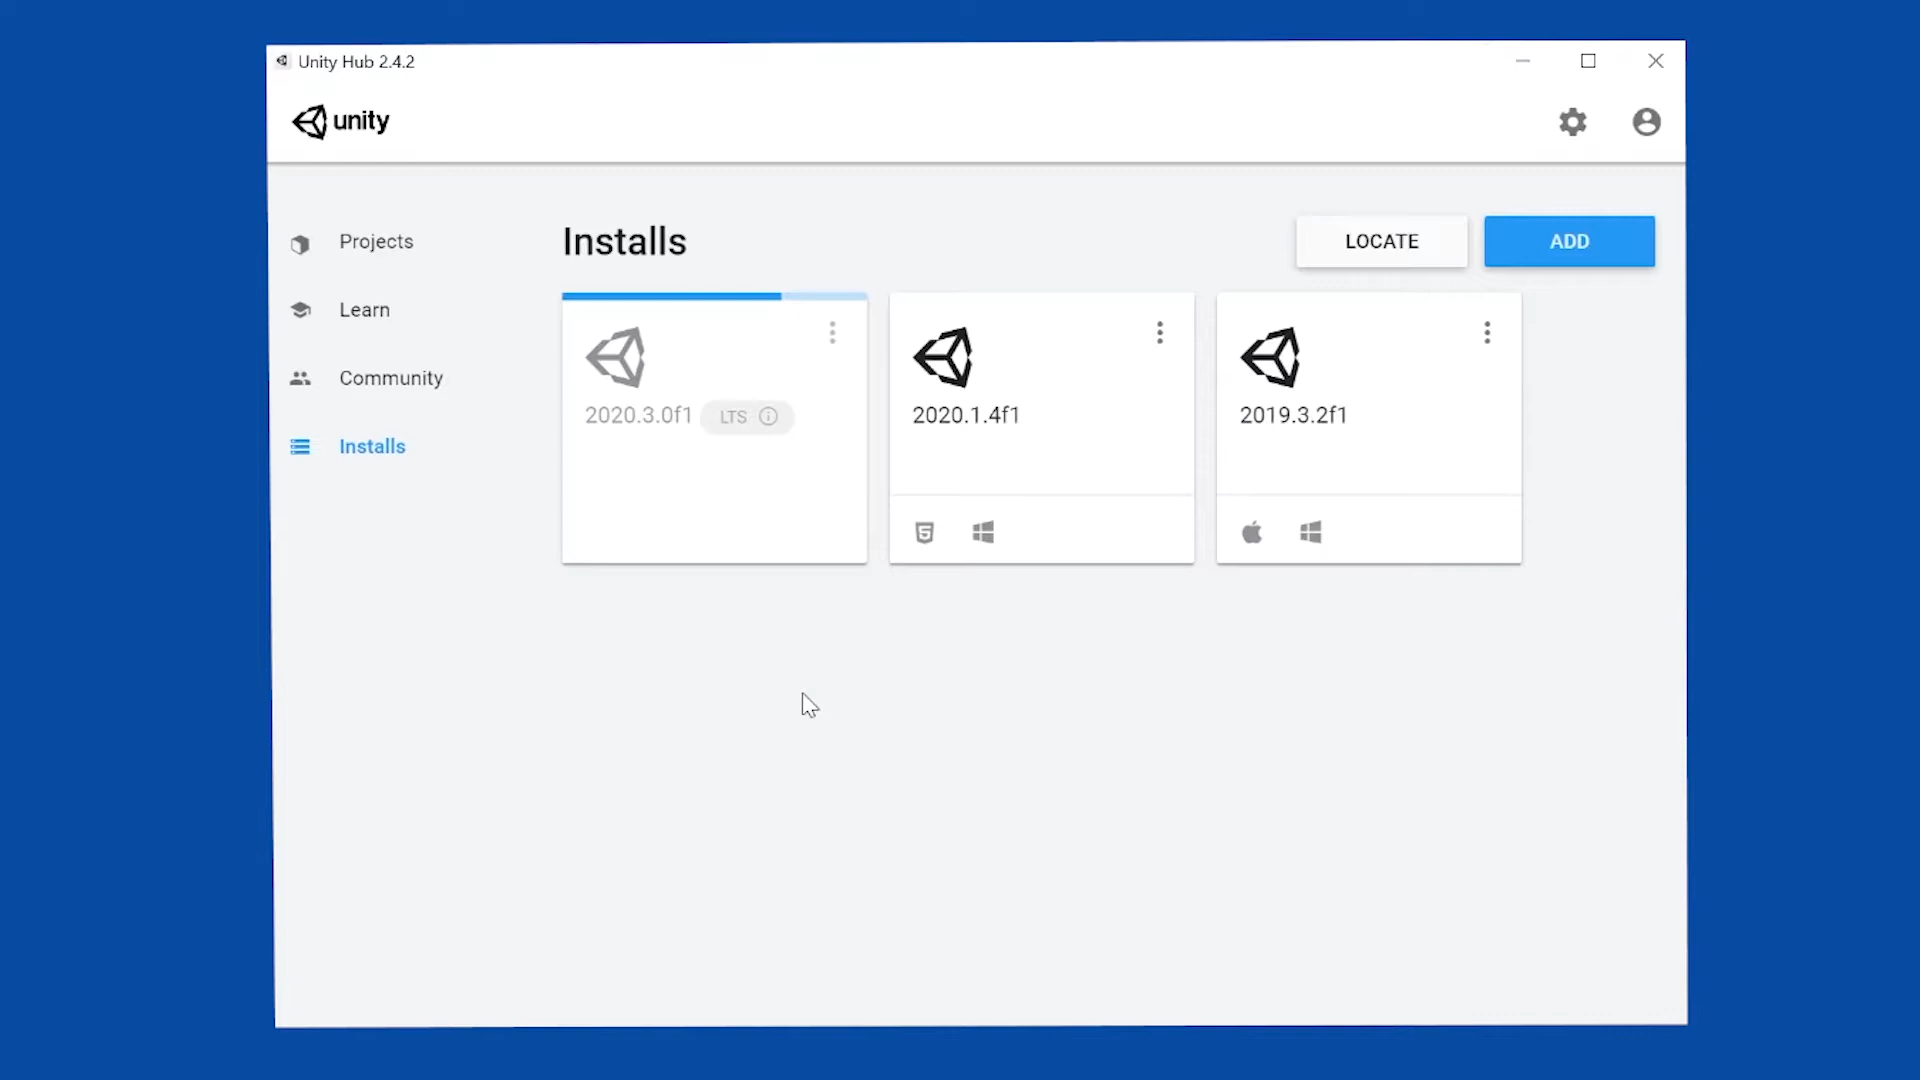 Unity Hub 2.4.2
unity
Projects
Learn
Community
Installs
Installs
LOCATE
ADD
2020.3.0f1 LTS
2020.1.4f1
2019.3.2f1